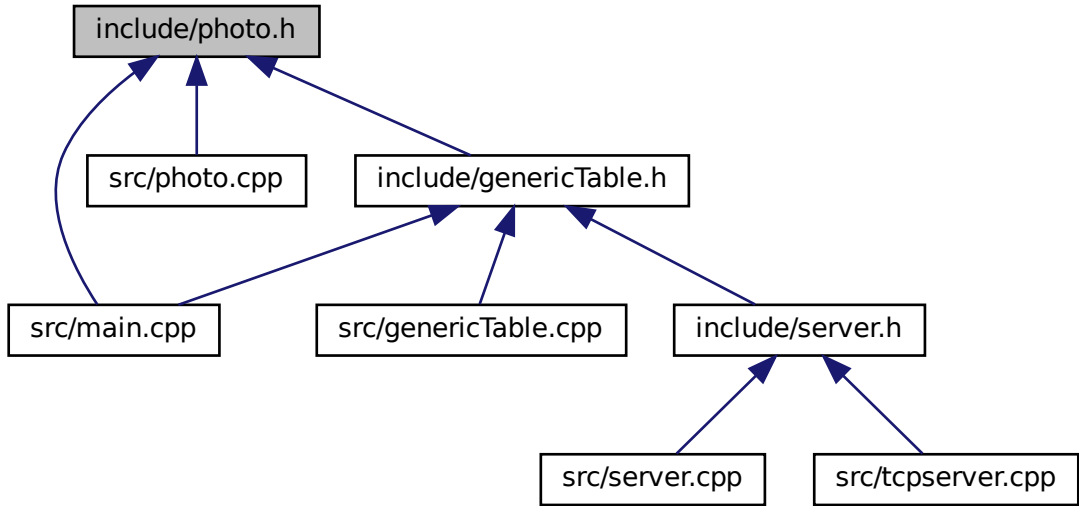 include/photo.h
src/photo.cpp
include/genericTable.h
src/main.cpp
src/genericTable.cpp
include/server.h
src/server.cpp
src/tcpserver.cpp